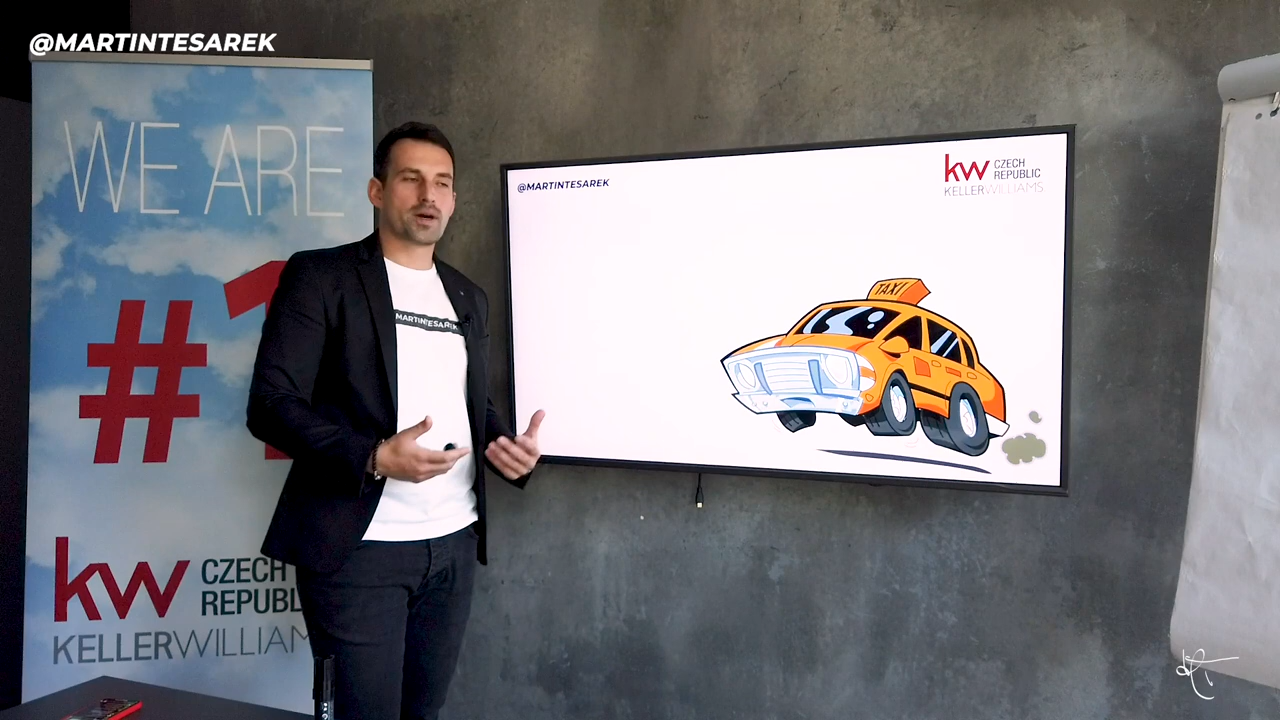 @MARTINTESAREK
WE ARE
#1
kw CZECH
REPUBL
KELLERWILLIAM
MARTINTESAREK
@MARTINTESAREK
kw CZECH
REPUBLIC
KELLERWILLIAMS
TAXI